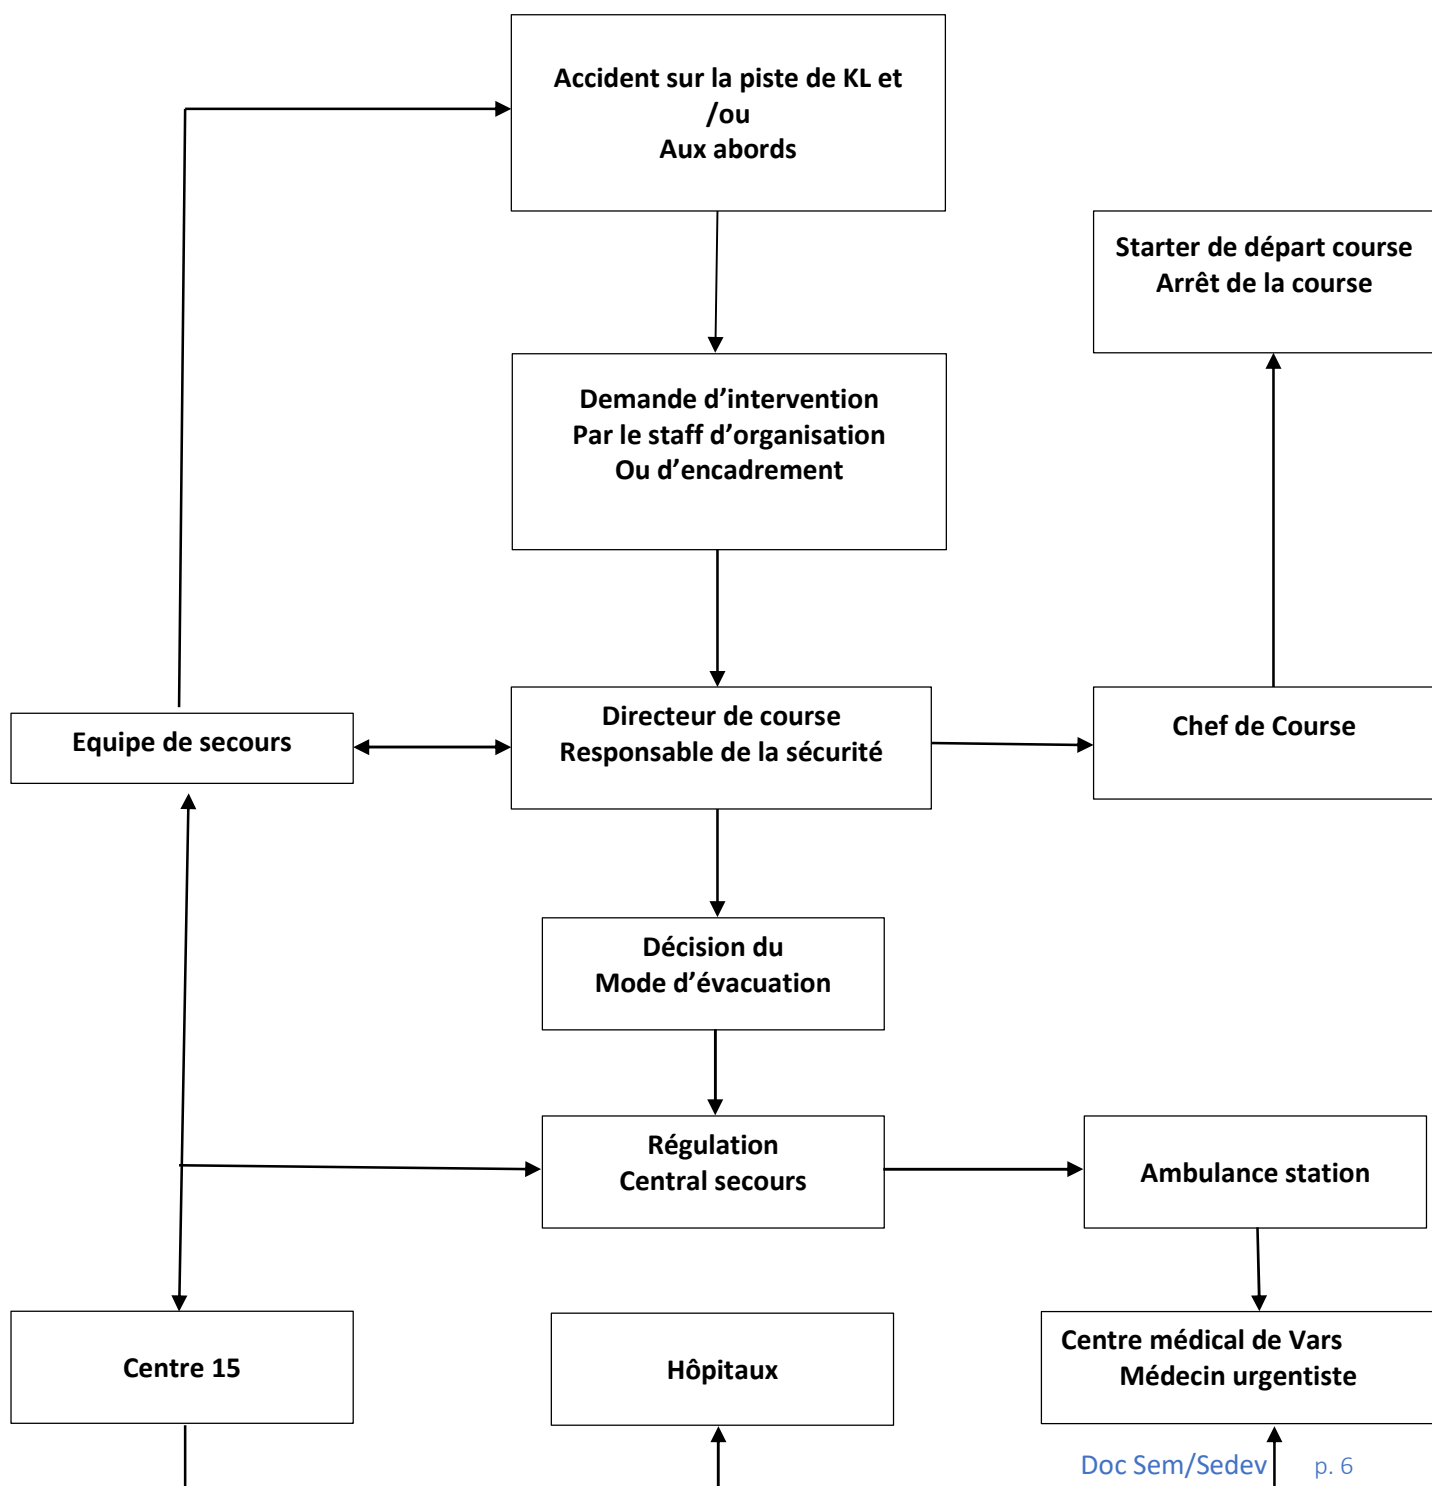 Accident sur la piste de KL et
/ou
Aux abords
Starter de départ course
Arrêt de la course
Demande d’intervention
Par le staff d’organisation
Ou d’encadrement
Equipe de secours
Directeur de course
Responsable de la sécurité
Chef de Course
Décision du
Mode d’évacuation
Régulation
Central secours
Ambulance station
Centre 15
Hôpitaux
Centre médical de Vars
Médecin urgentiste
Doc Sem/Sedev p. 6